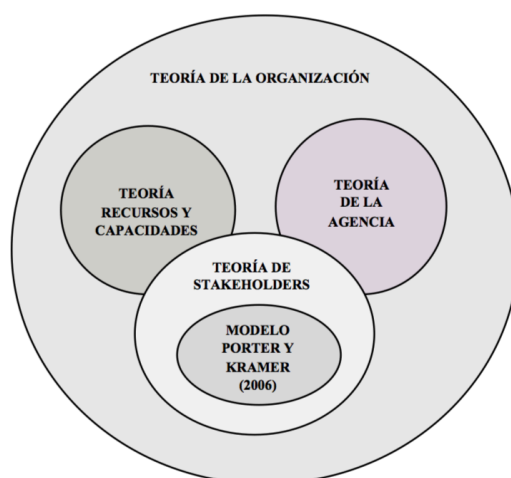 TEORÍA DE LA ORGANIZACIÓN
TEORÍA
RECURSOS Y
CAPACIDADES
TEORÍA
DE LA
AGENCIA
TEORÍA DE
STAKEHOLDERS
MODELO
PORTER Y
KRAMER
(2006)